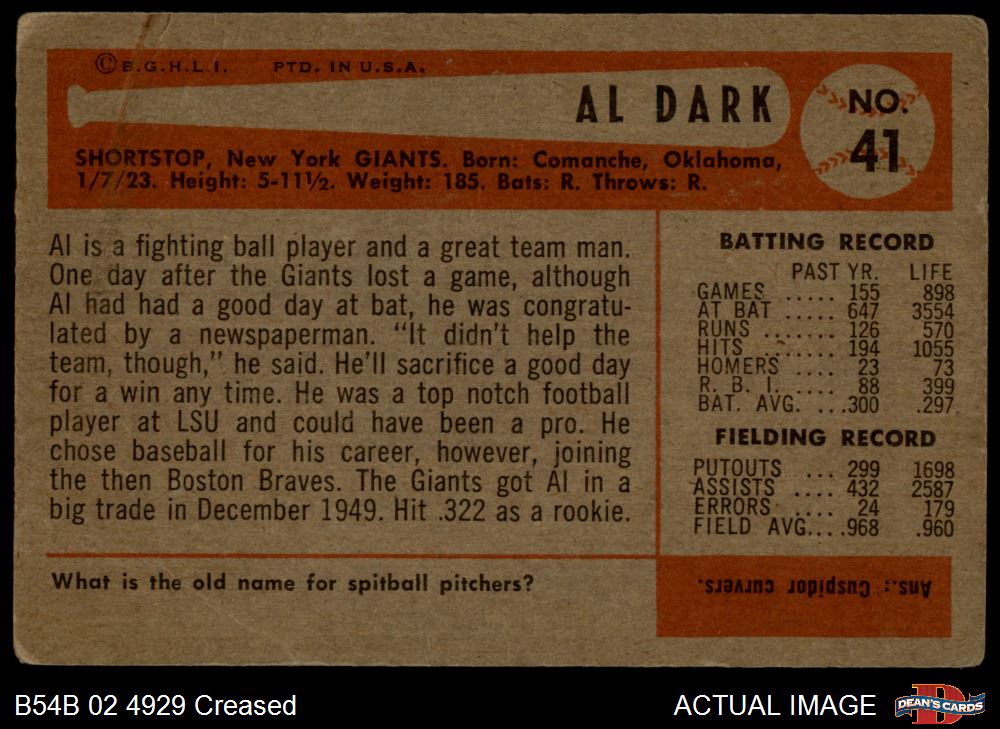 © B.G.H.L.I. PTD. IN U.S.A.
AL DARK
NO.
41
SHORTSTOP, New York GIANTS. Born: Comanche, Oklahoma,
1/7/23. Height: 5-11½. Weight: 185. Bats: R. Throws: R.
Al is a fighting ball player and a great team man.
One day after the Giants lost a game, although
Al had had a good day at bat, he was congratu-
lated by a newspaperman. "It didn't help the
team, though," he said. He'll sacrifice a good day
for a win any time. He was a top notch football
player at LSU and could have been a pro. He
chose baseball for his career, however, joining
the then Boston Braves. The Giants got Al in a
big trade in December 1949. Hit .322 as a rookie.
BATTING RECORD
PAST YR. LIFE
GAMES ..... 155 898
AT BAT ..... 647 3554
RUNS ....... 126 570
HITS ....... 194 1055
HOMERS .... 23 73
R. B. I. .... 88 399
BAT. AVG. ... .300 .297
FIELDING RECORD
PUTOUTS .... 299 1698
ASSISTS .... 432 2587
ERRORS .... 24 179
FIELD AVG.... .968 .960
What is the old name for spitball pitchers?
Ans.: Cuspidor curvers.
B54B 02 4929 Creased
ACTUAL IMAGE
DEAN'S CARDS